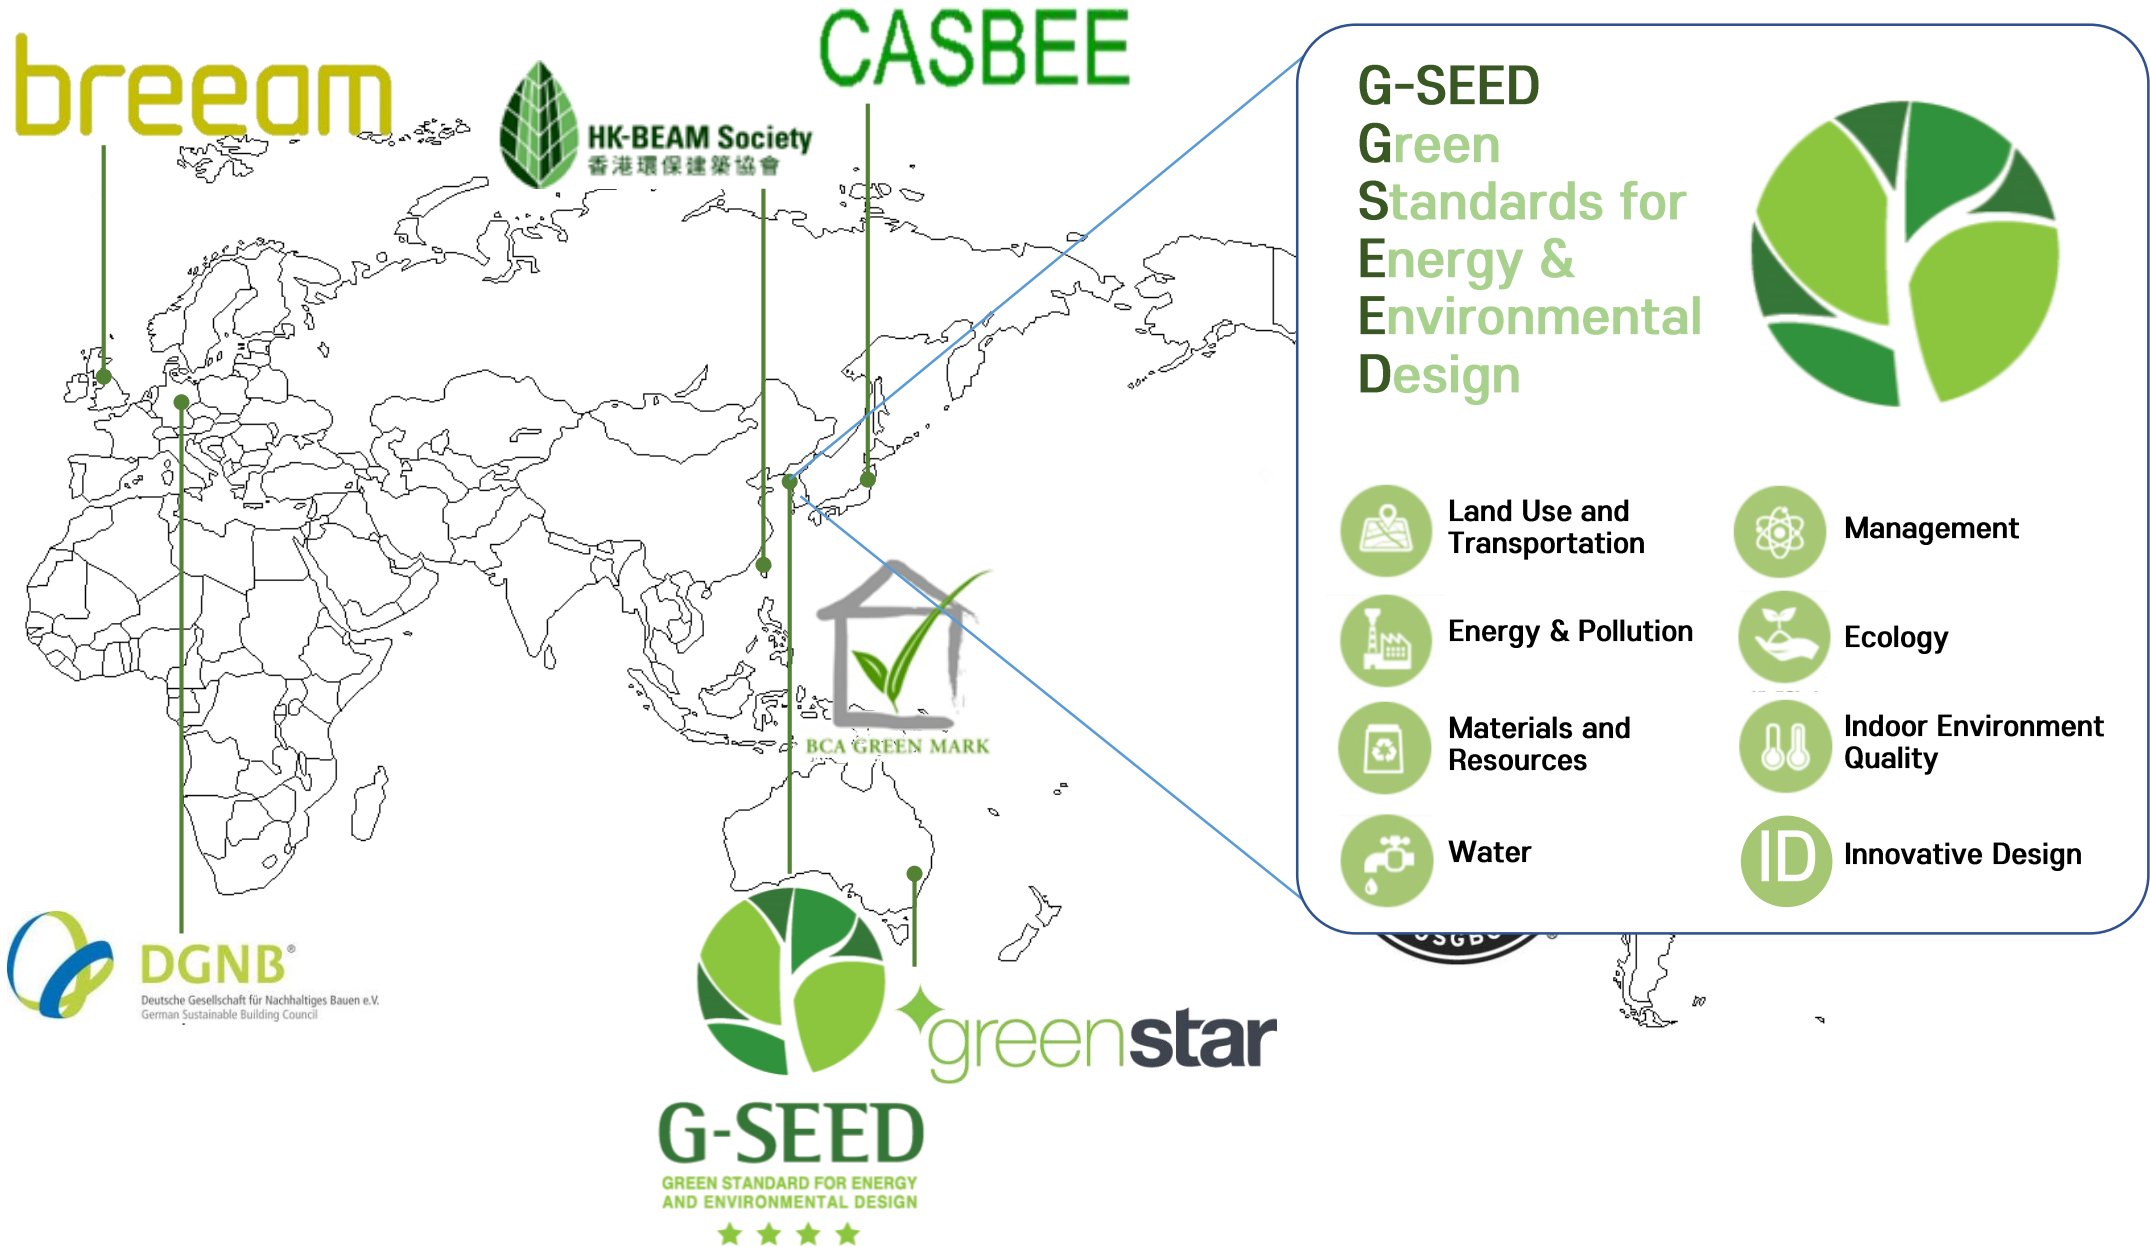 breeam
HK-BEAM Society
香港環保建築協會
CASBEE
G-SEED
Green
Standards for
Energy &
Environmental
Design
Land Use and
Transportation
Management
Energy & Pollution
Ecology
Materials and
Resources
Indoor Environment
Quality
Water
ID
Innovative Design
BCA GREEN MARK
DGNB®
Deutsche Gesellschaft für Nachhaltiges Bauen e.V.
German Sustainable Building Council
greenstar
G-SEED
GREEN STANDARD FOR ENERGY
AND ENVIRONMENTAL DESIGN